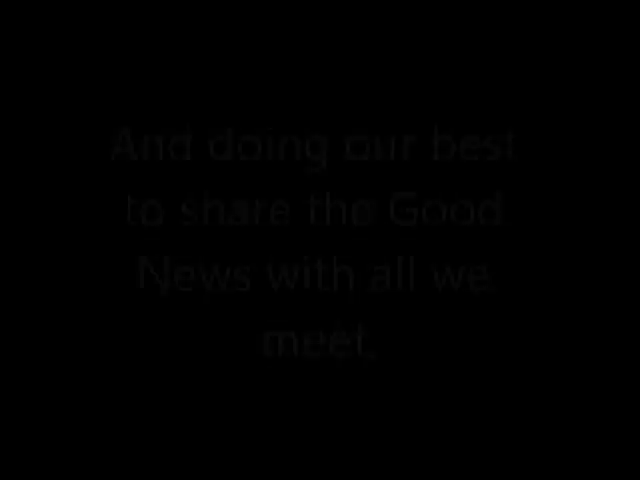 And doing our best
to share the Good
News with all we
meet,